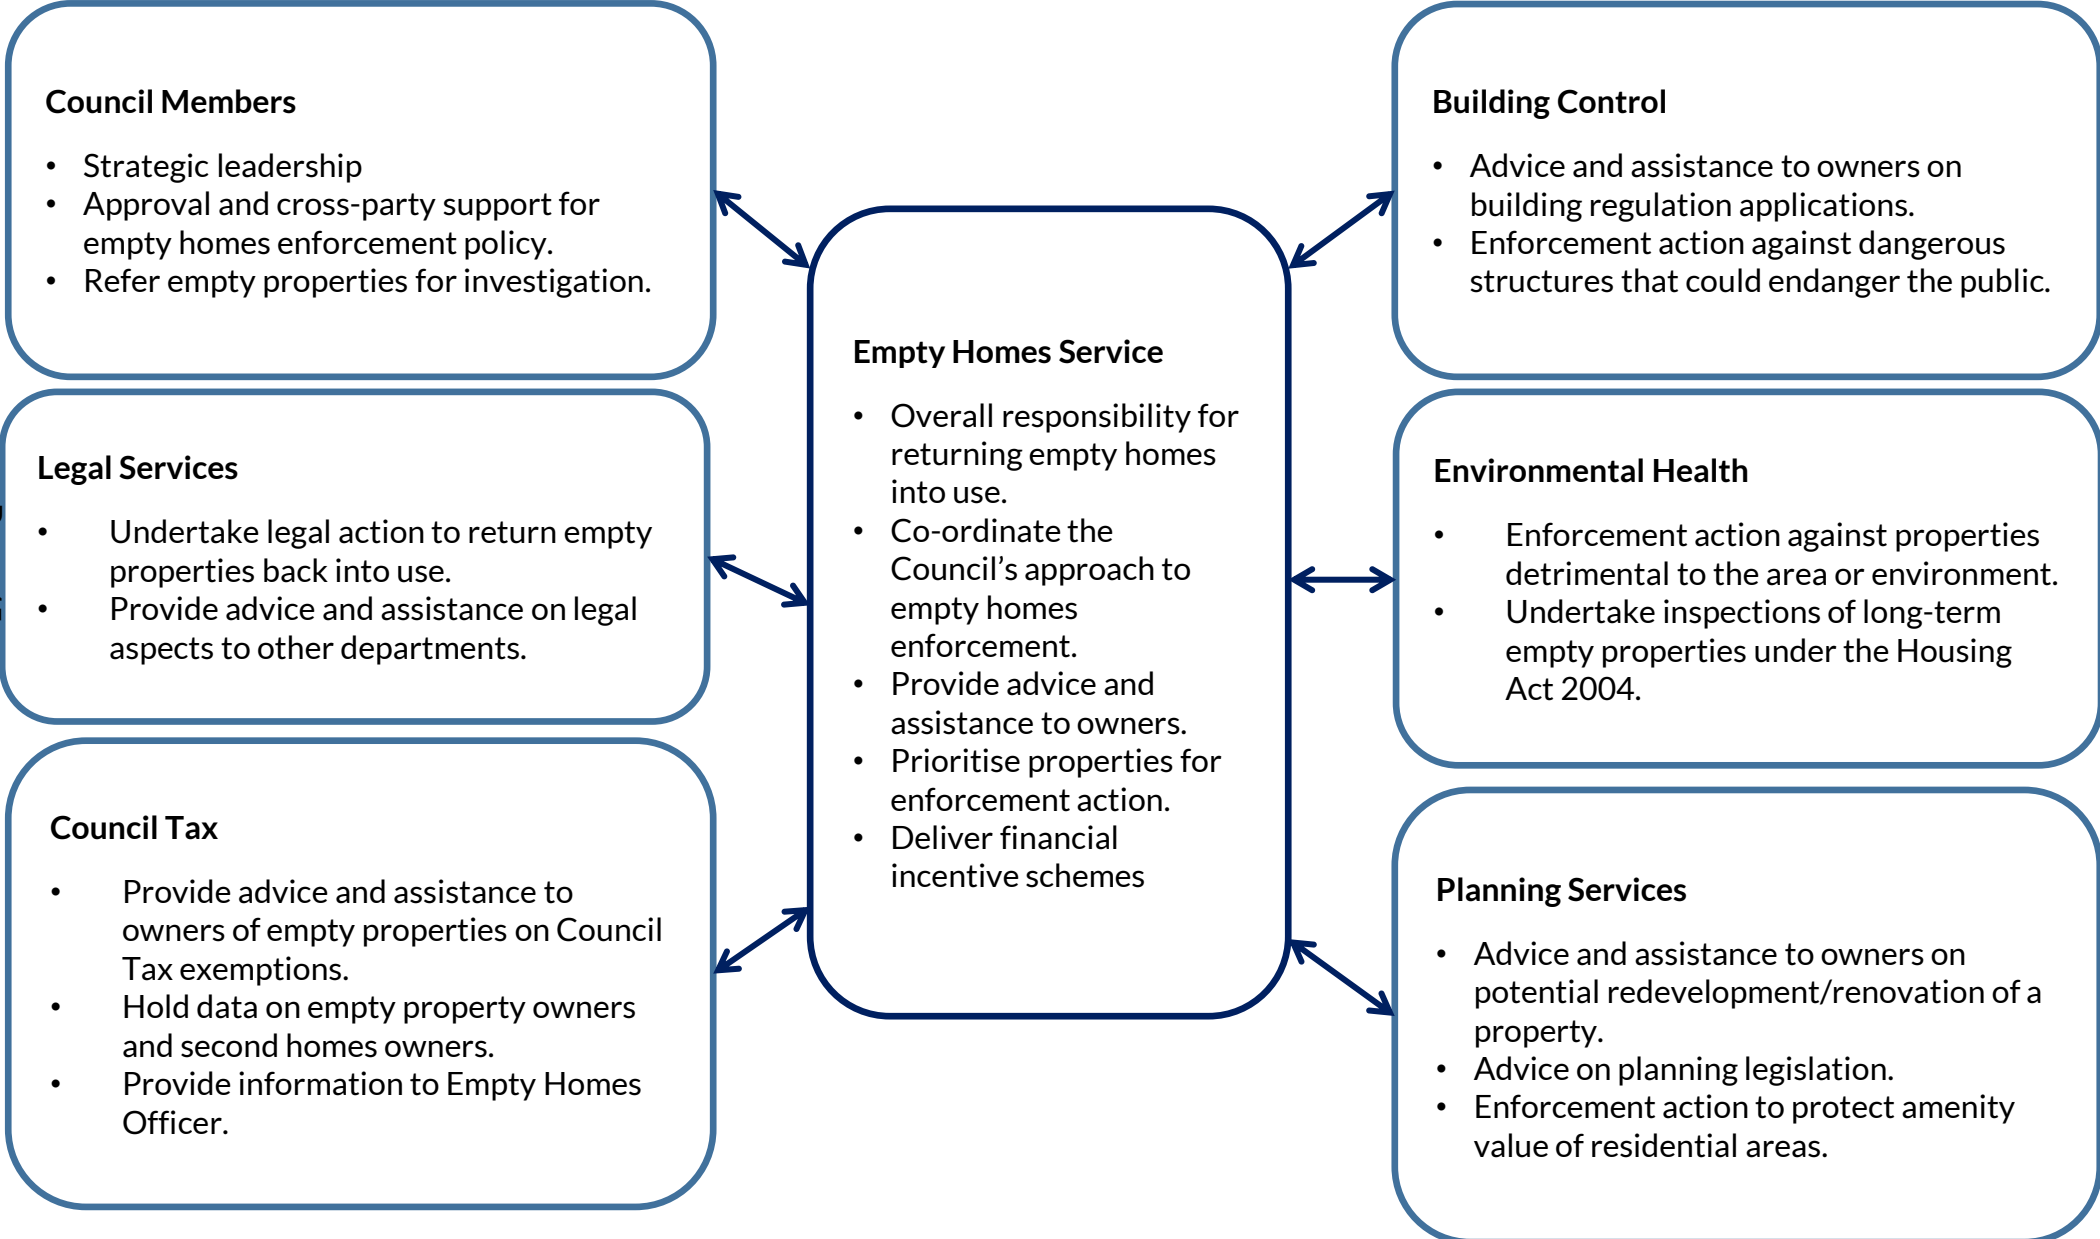 Council Members
• Strategic leadership
• Approval and cross-party support for
empty homes enforcement policy.
• Refer empty properties for investigation.
Legal Services
• Undertake legal action to return empty
properties back into use.
• Provide advice and assistance on legal
aspects to other departments.
Council Tax
• Provide advice and assistance to
owners of empty properties on Council
Tax exemptions.
• Hold data on empty property owners
and second homes owners.
• Provide information to Empty Homes
Officer.
Empty Homes Service
• Overall responsibility for
returning empty homes
into use.
• Co-ordinate the
Council’s approach to
empty homes
enforcement.
• Provide advice and
assistance to owners.
• Prioritise properties for
enforcement action.
• Deliver financial
incentive schemes
Building Control
• Advice and assistance to owners on
building regulation applications.
• Enforcement action against dangerous
structures that could endanger the public.
Environmental Health
• Enforcement action against properties
detrimental to the area or environment.
• Undertake inspections of long-term
empty properties under the Housing
Act 2004.
Planning Services
• Advice and assistance to owners on
potential redevelopment/renovation of a
property.
• Advice on planning legislation.
• Enforcement action to protect amenity
value of residential areas.